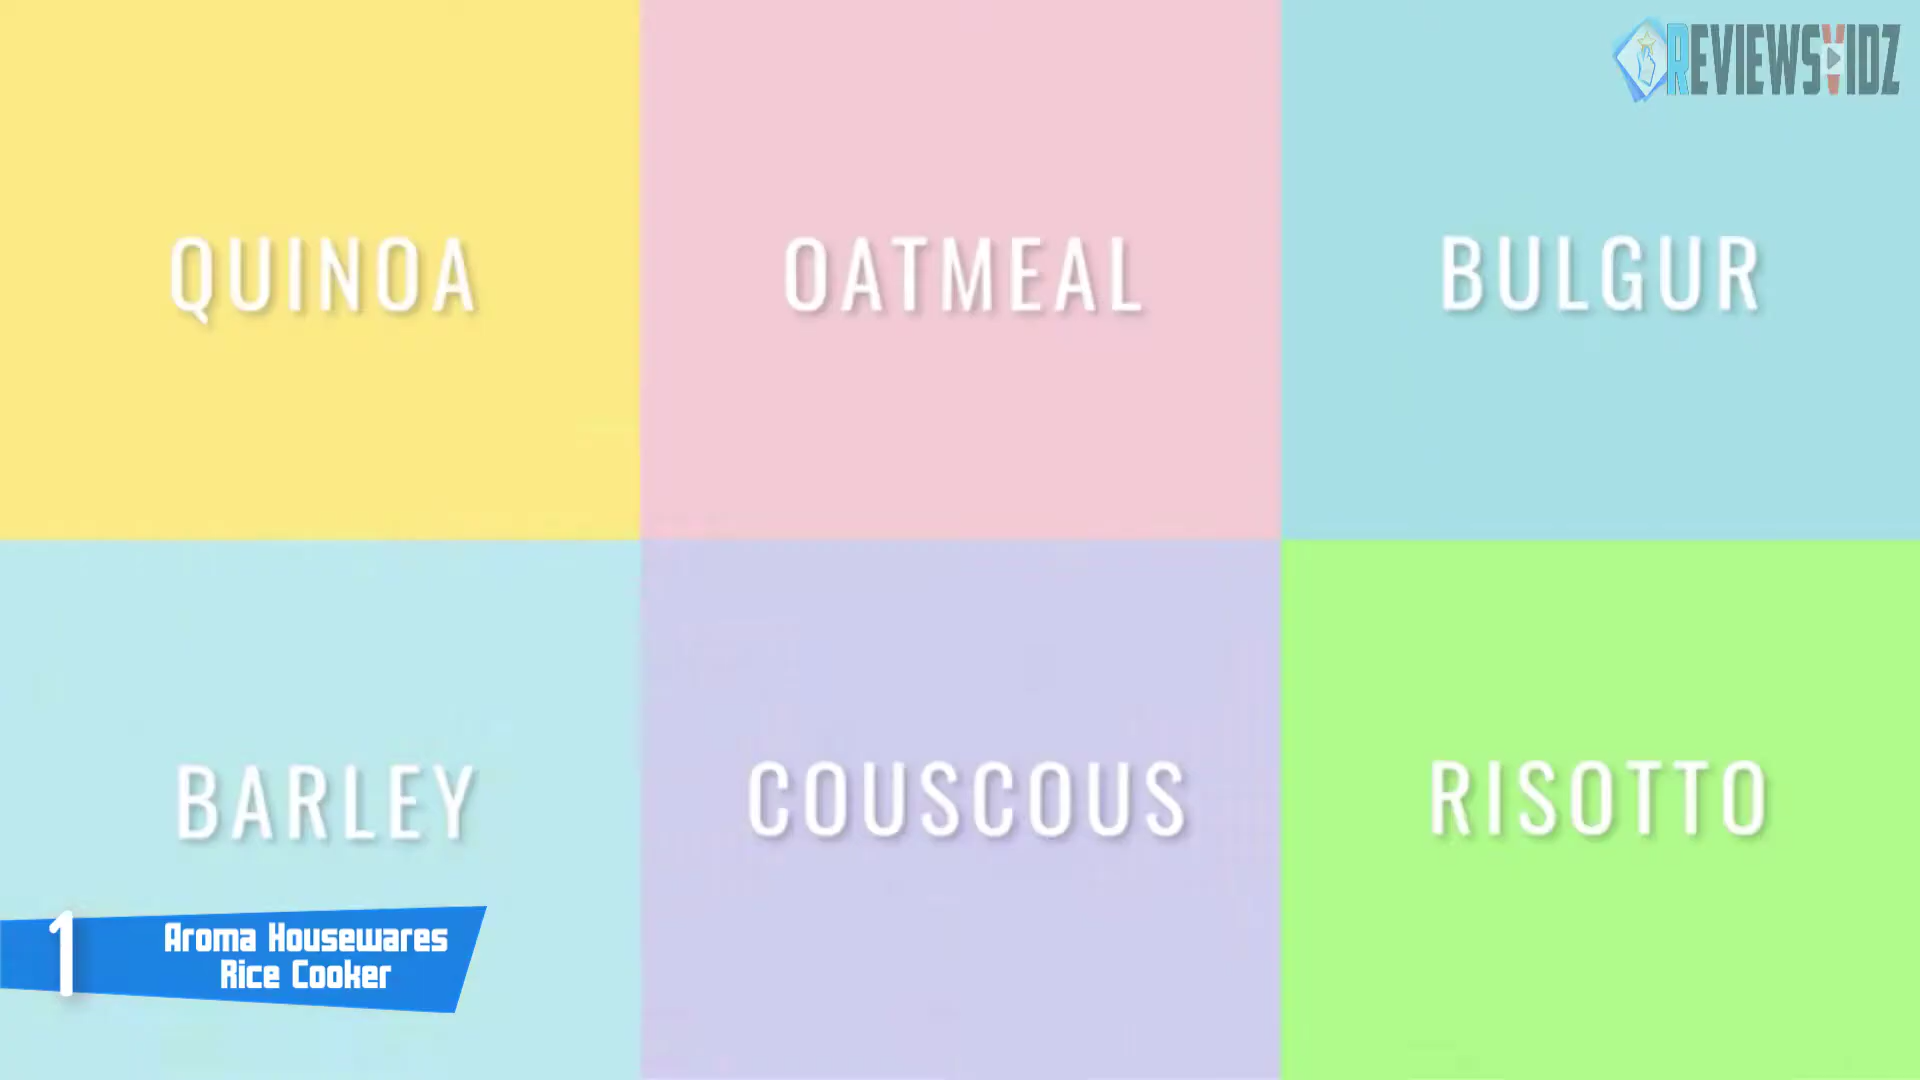 REVIEWSVIDZ
QUINOA
OATMEAL
BULGUR
BARLEY
COUSCOUS
RISOTTO
1
Aroma Housewares
Rice Cooker